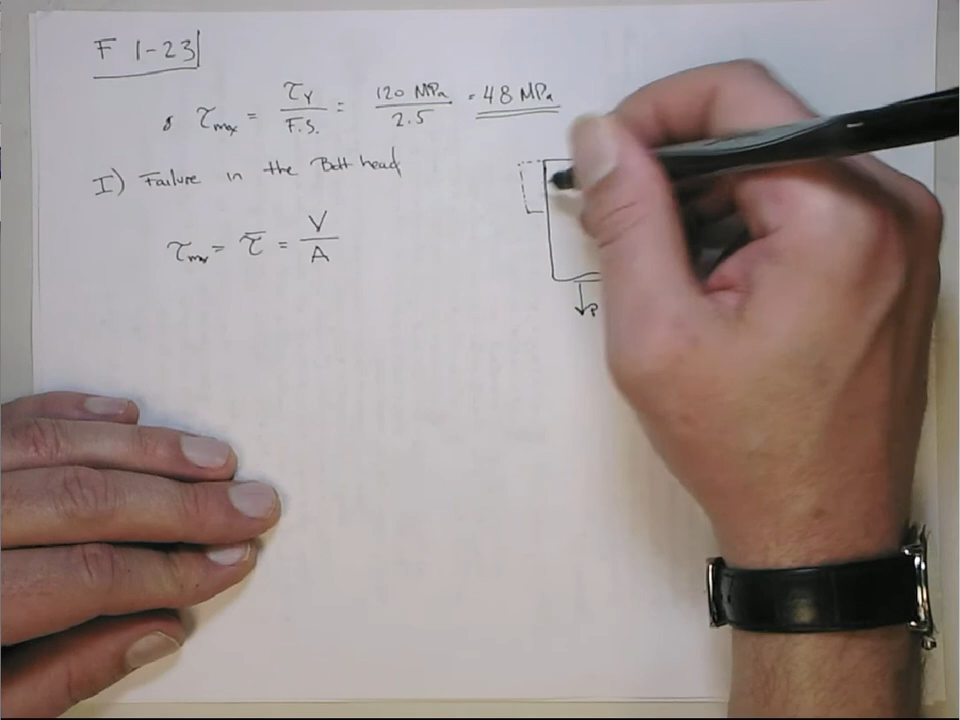 F 1-23
τmax = τY / F.S. = 120 MPa / 2.5 = 48 MPa
I) Failure in the Bolt head
τmax = τ̄ = V / A
P